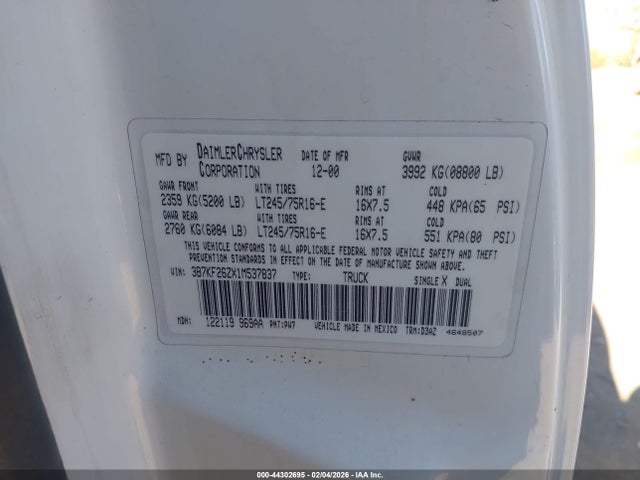 MFD BY DAIMLERCHRYSLER CORPORATION DATE OF MFR 12-00 GVWR 3992 KG(08800 LB)
GAWR FRONT WITH TIRES RIMS AT COLD
2359 KG(5200 LB) LT245/75R16-E 16X7.5 448 KPA(65 PSI)
GAWR REAR WITH TIRES RIMS AT COLD
2760 KG(6084 LB) LT245/75R16-E 16X7.5 551 KPA(80 PSI)
THIS VEHICLE CONFORMS TO ALL APPLICABLE FEDERAL MOTOR VEHICLE SAFETY AND THEFT
PREVENTION STANDARDS IN EFFECT ON THE DATE OF MANUFACTURE SHOWN ABOVE.
VIN: 3B7KF26ZX1M537837 TYPE: TRUCK SINGLE X DUAL
MDH: 122119 969AA PNT:PW7 VEHICLE MADE IN MEXICO TRM:D3AZ 4648507
000-44302695 - 02/04/2026 - IAA Inc.